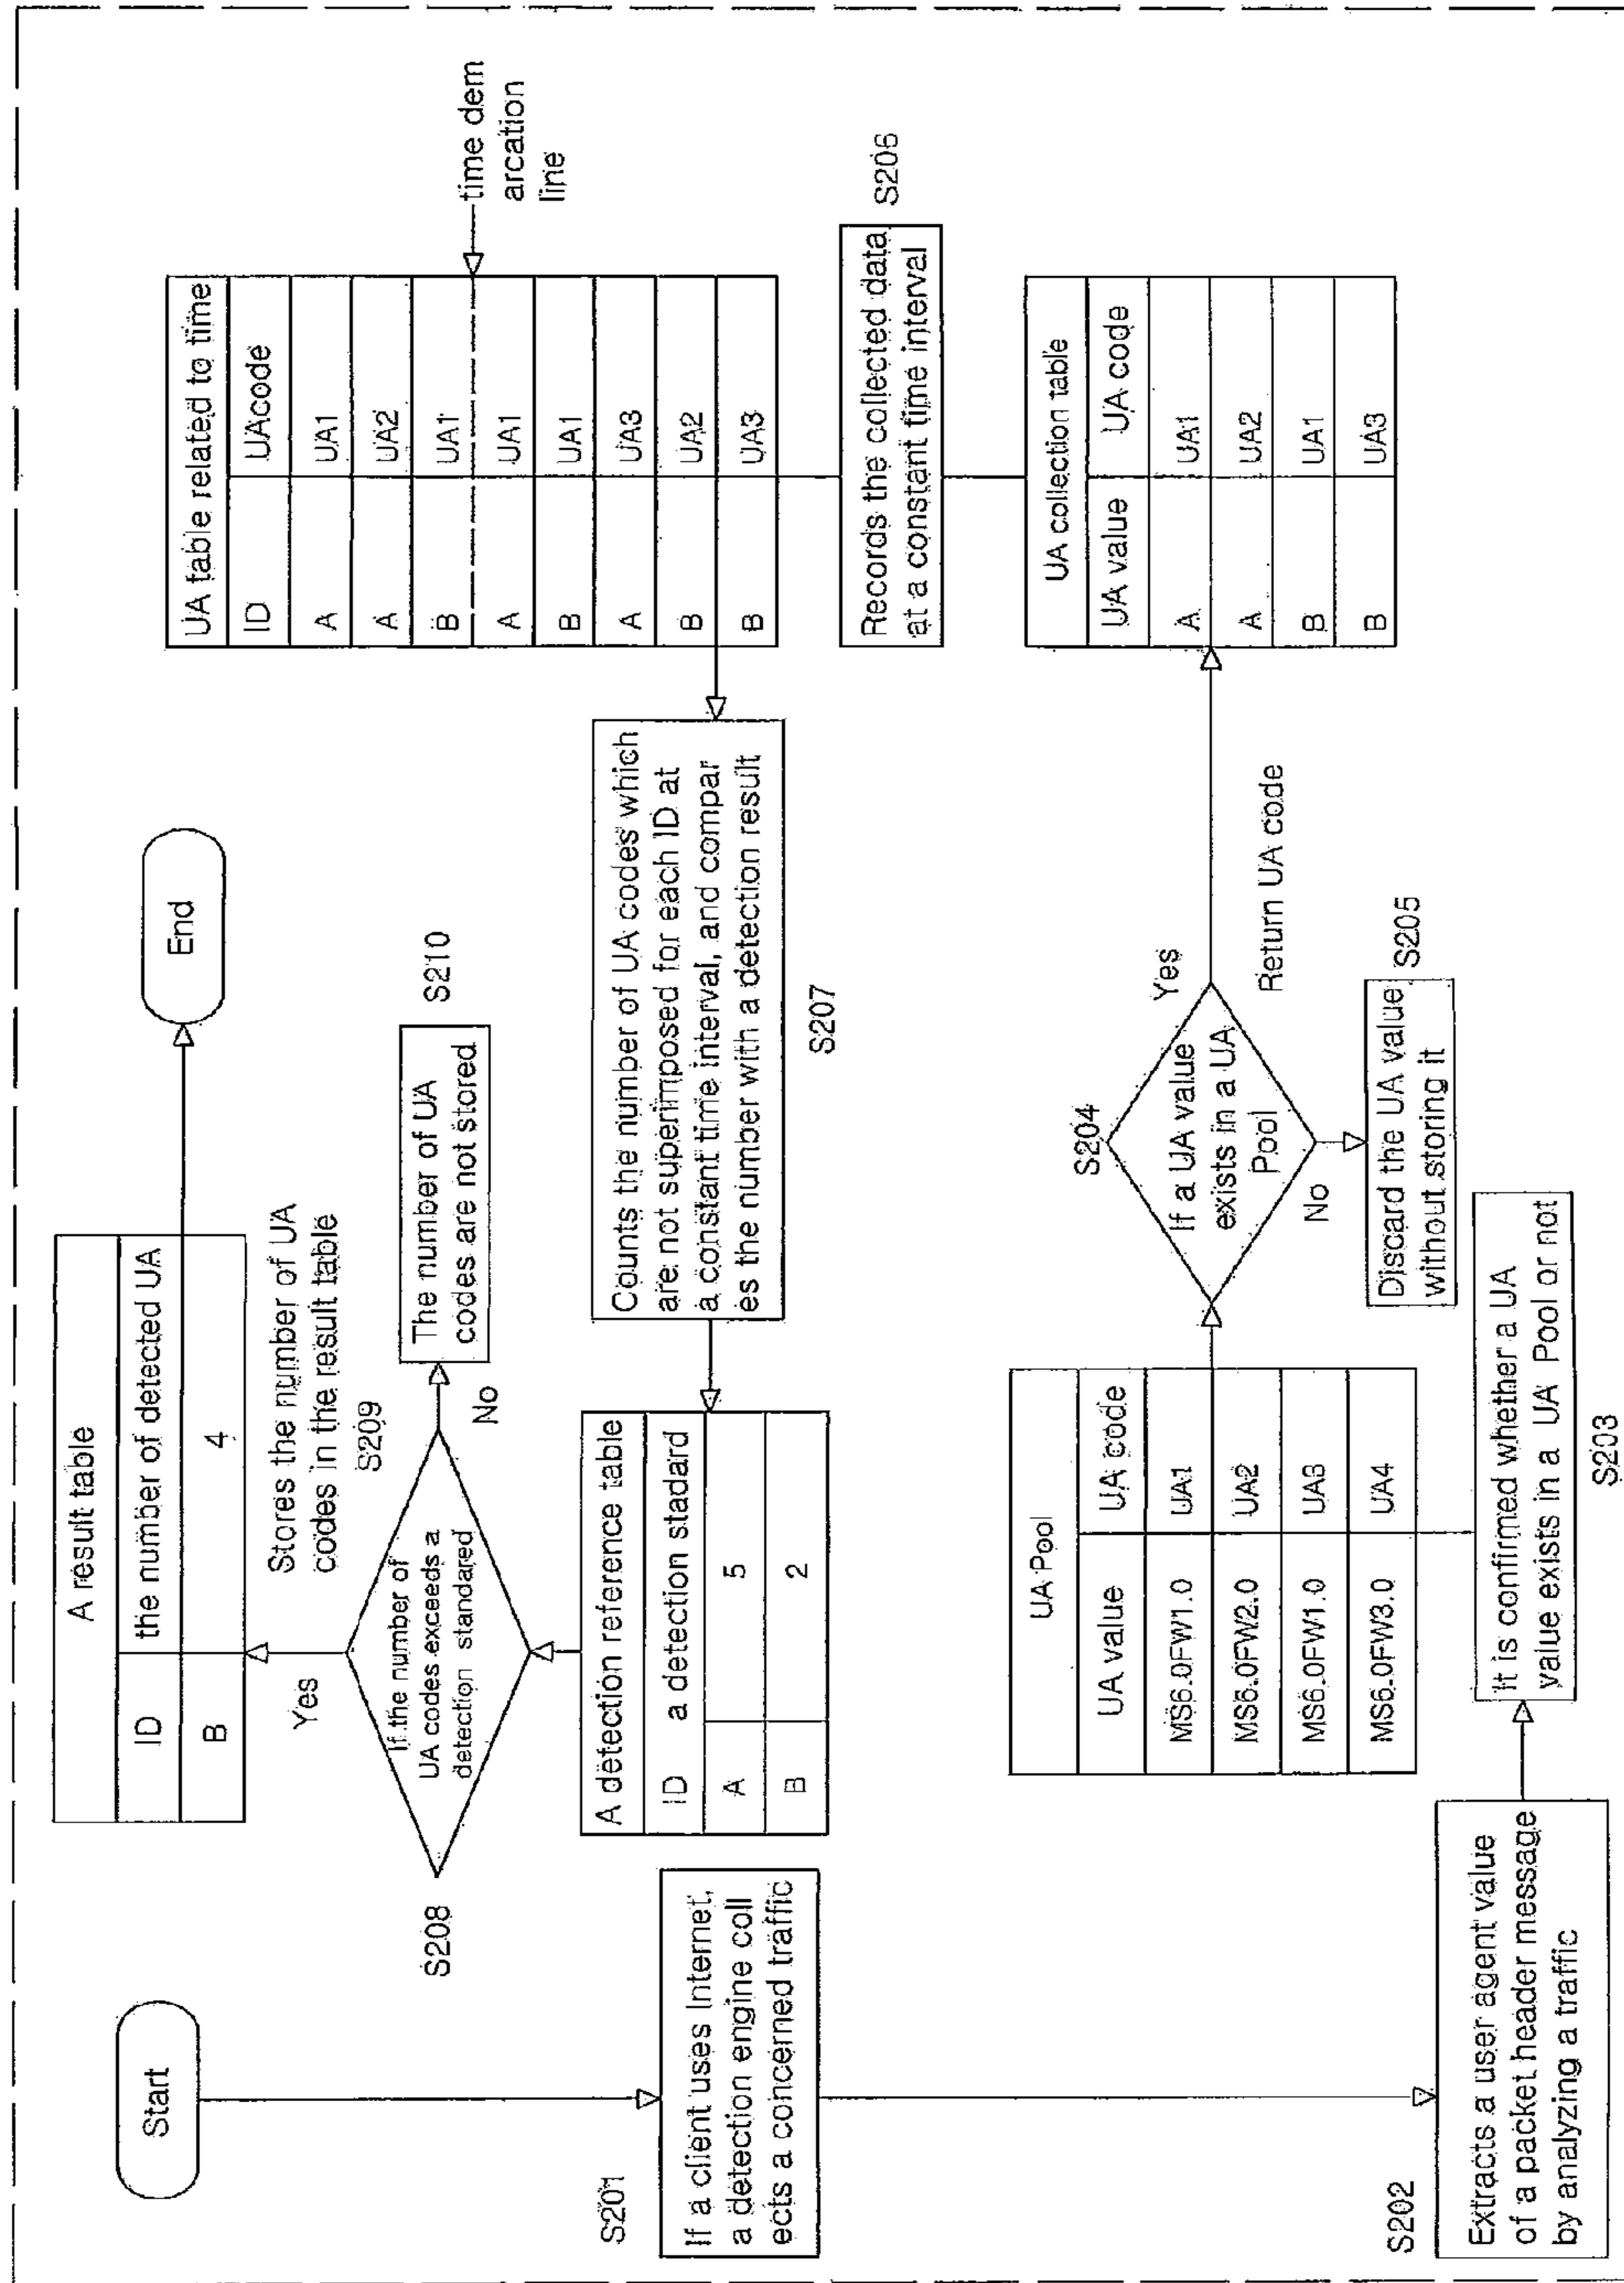 Start
S201
If a client uses Internet,
a detection engine coll
ects a concerned traffic
S202
Extracts a user agent value
of a packet header message
by analyzing a traffic
It is confirmed whether a UA
value exists in a UA Pool or not
S203
UA Pool
UA value UA code
MS6.0FW1.0 UA1
MS6.0FW2.0 UA2
MS6.0FW1.0 UA3
MS6.0FW3.0 UA4
S204
If a UA value
exists in a UA
Pool
Yes
Return UA code
No
Discard the UA value
without storing it
S205
UA collection table
UA value UA code
A UA1
A UA2
B UA1
B UA3
Records the collected data
at a constant time interval
S206
UA table related to time
ID UAcode
A UA1
A UA2
B UA1
A UA1
B UA1
A UA3
B UA2
B UA3
time dem
arcation
line
Counts the number of UA codes which
are not superimposed for each ID at
a constant time interval, and compar
es the number with a detection result
S207
A detection reference table
ID a detection stadard
A 5
B 2
S208
If the number of
UA codes exceeds a
detection standared
No
The number of UA
codes are not stored
S210
Yes
Stores the number of UA
codes in the result table
S209
A result table
ID the number of detected UA
B 4
End